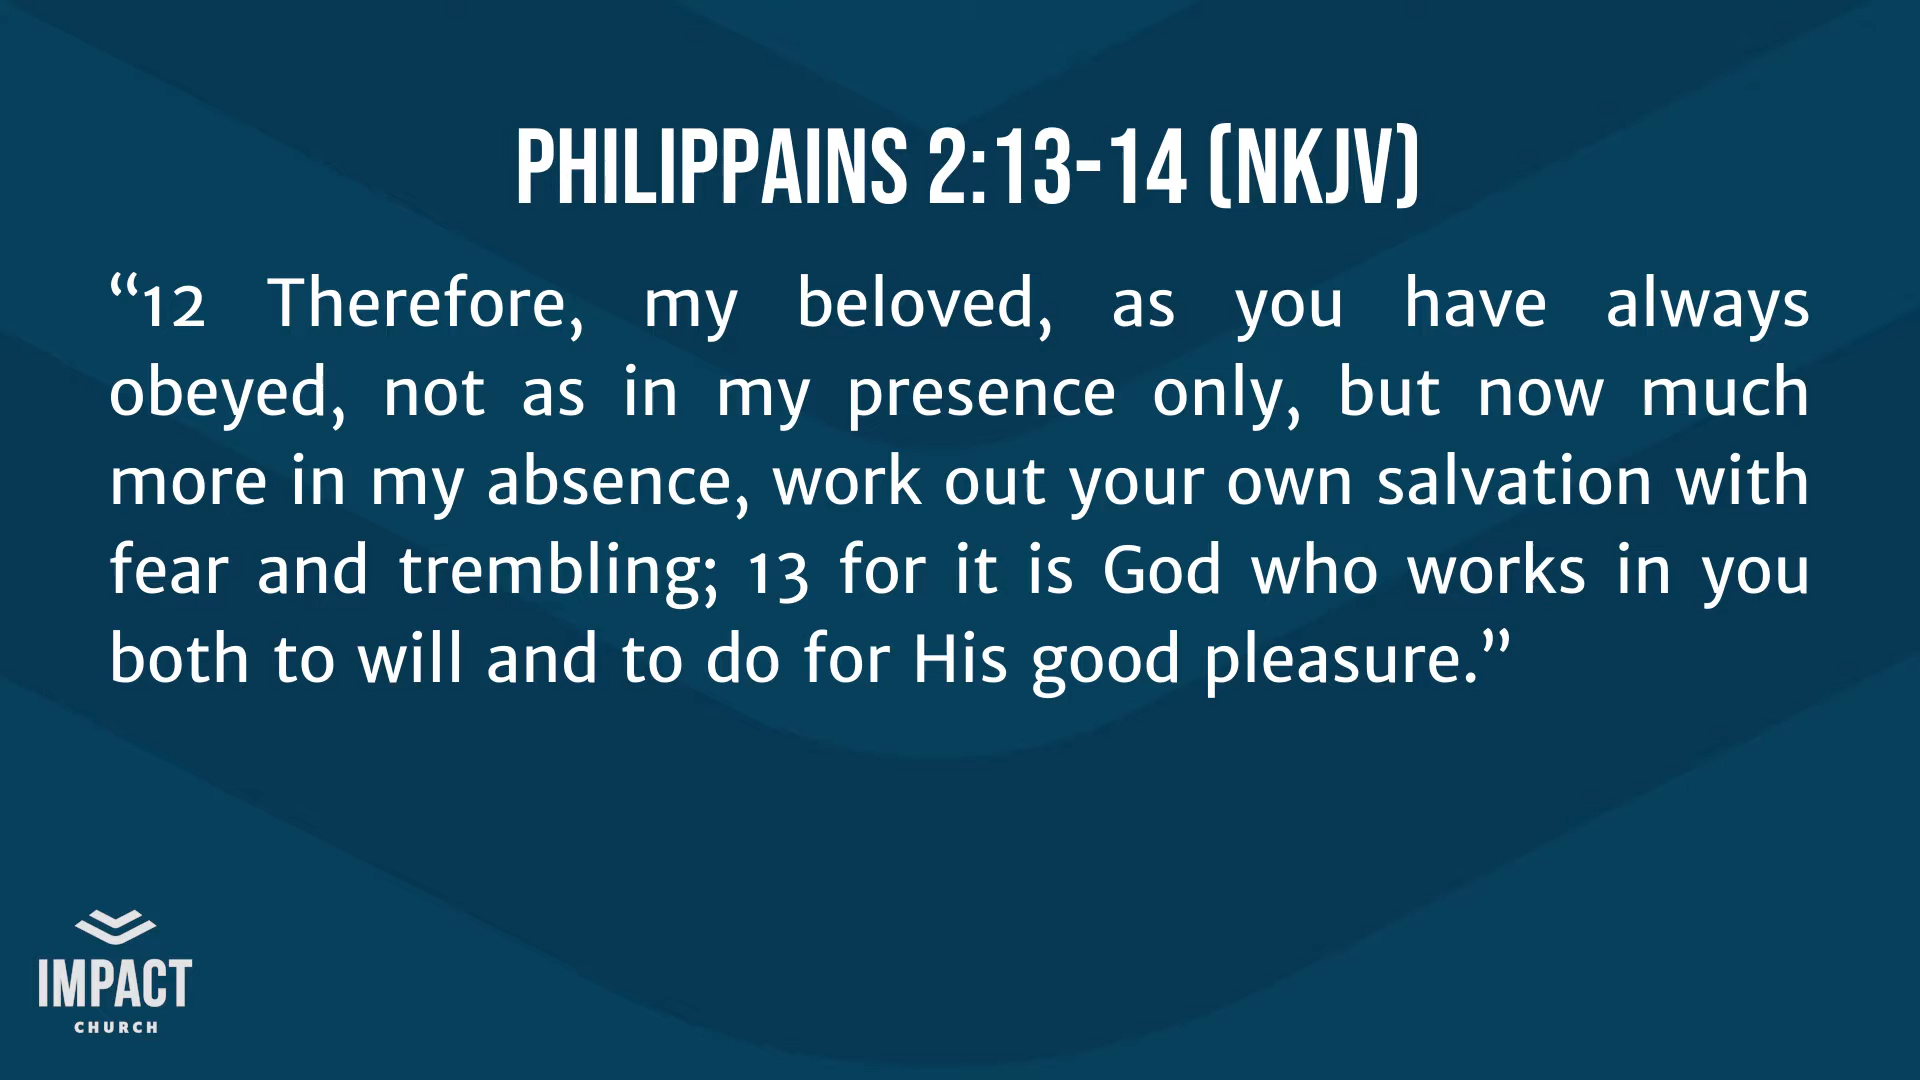 PHILIPPAINS 2:13-14 (NKJV)
“12 Therefore, my beloved, as you have always
obeyed, not as in my presence only, but now much
more in my absence, work out your own salvation with
fear and trembling; 13 for it is God who works in you
both to will and to do for His good pleasure.”
IMPACT
CHURCH